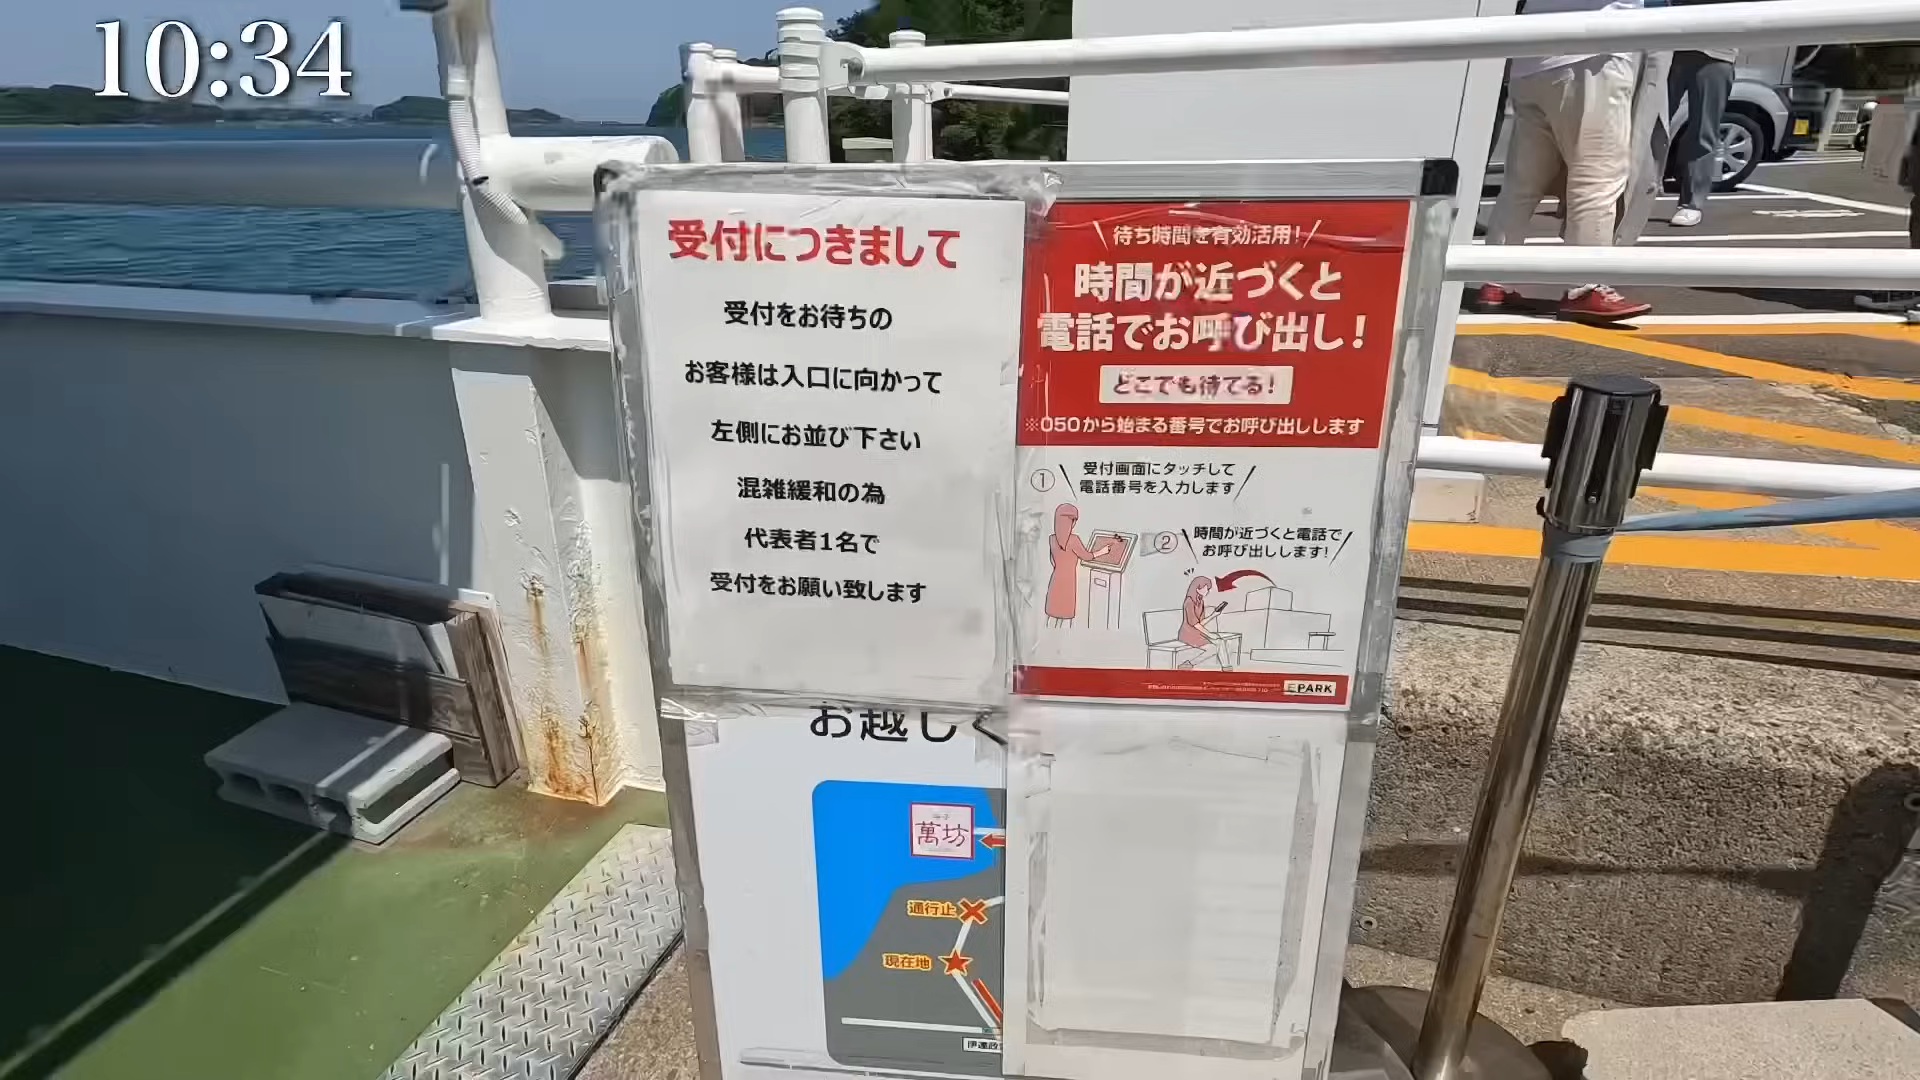 10:34
受付につきまして
受付をお待ちの
お客様は入口に向かって
左側にお並び下さい
混雑緩和の為
代表者1名で
受付をお願い致します
待ち時間を有効活用!
時間が近づくと
電話でお呼び出し!
どこでも待てる!
※050から始まる番号でお呼び出しします
① 受付画面にタッチして
電話番号を入力します
② 時間が近づくと電話で
お呼び出しします!
EPARK
お越しく
萬坊
通行止
現在地